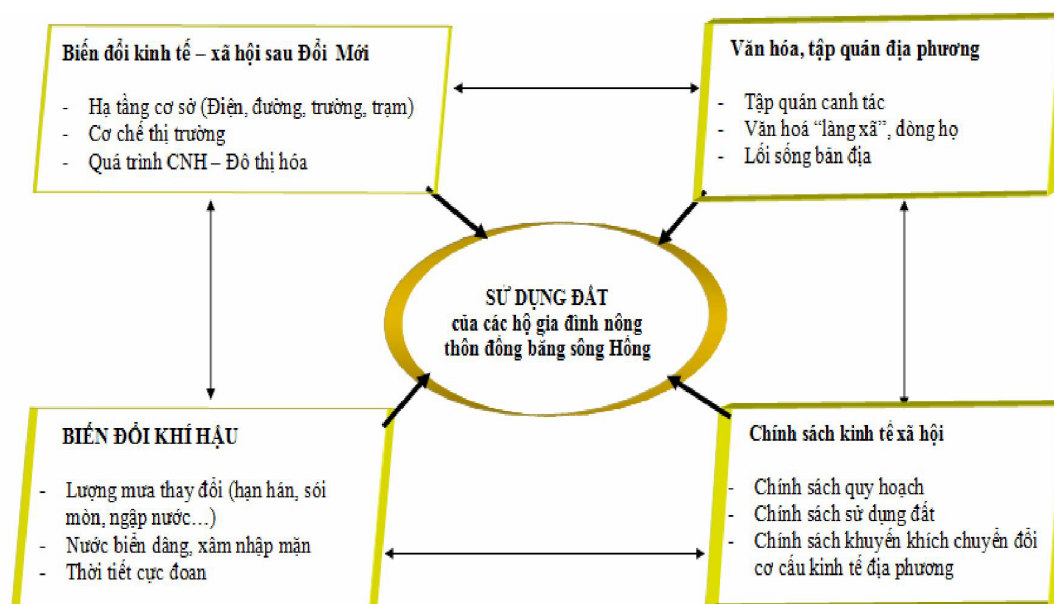 Biến đổi kinh tế – xã hội sau Đổi Mới
- Hạ tầng cơ sở (Điện, đường, trường, trạm)
- Cơ chế thị trường
- Quá trình CNH – Đô thị hóa
Văn hóa, tập quán địa phương
- Tập quán canh tác
- Văn hoá “làng xã”, dòng họ
- Lối sống bản địa
SỬ DỤNG ĐẤT
của các hộ gia đình nông
thôn đồng bằng sông Hồng
BIẾN ĐỔI KHÍ HẬU
- Lượng mưa thay đổi (hạn hán, sói
mòn, ngập nước…)
- Nước biển dâng, xâm nhập mặn
- Thời tiết cực đoan
Chính sách kinh tế xã hội
- Chính sách quy hoạch
- Chính sách sử dụng đất
- Chính sách khuyến khích chuyển đổi
cơ cấu kinh tế địa phương